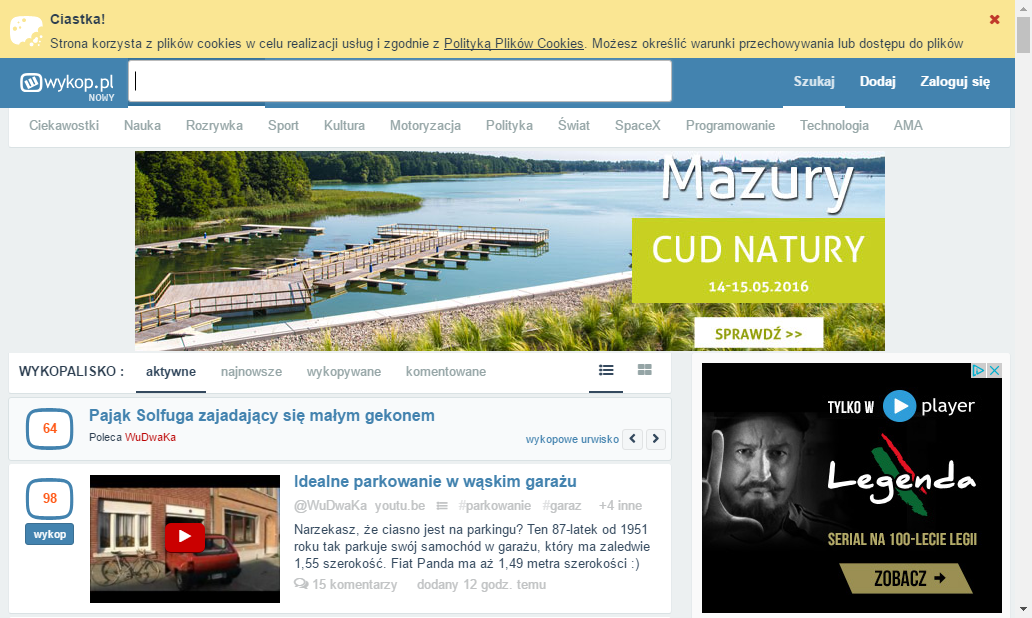 Ciastka!
Strona korzysta z plików cookies w celu realizacji usług i zgodnie z Polityką Plików Cookies. Możesz określić warunki przechowywania lub dostępu do plików
wykop.pl
NOWY
Szukaj Dodaj Zaloguj się
Ciekawostki Nauka Rozrywka Sport Kultura Motoryzacja Polityka Świat SpaceX Programowanie Technologia AMA
Mazury
CUD NATURY
14-15.05.2016
SPRAWDŹ >>
WYKOPALISKO : aktywne najnowsze wykopywane komentowane
64
Pająk Solfuga zajadający się małym gekonem
Poleca WuDwaKa
wykopowe urwisko
98
wykop
Idealne parkowanie w wąskim garażu
@WuDwaKa youtu.be #parkowanie #garaz +4 inne
Narzekasz, że ciasno jest na parkingu? Ten 87-latek od 1951
roku tak parkuje swój samochód w garażu, który ma zaledwie
1,55 szerokość. Fiat Panda ma aż 1,49 metra szerokości :)
15 komentarzy dodany 12 godz. temu
TYLKO W player
Legenda
SERIAL NA 100-LECIE LEGII
ZOBACZ